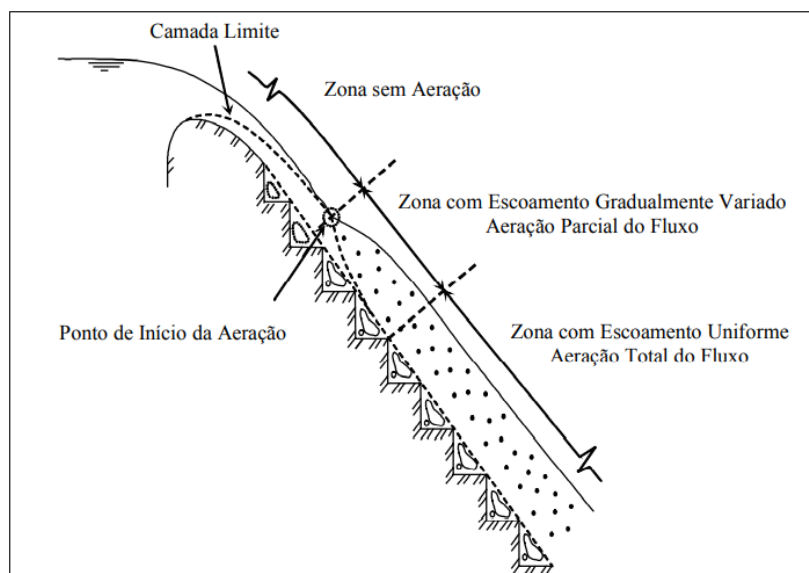 Camada Limite
Zona sem Aeração
Zona com Escoamento Gradualmente Variado
Aeração Parcial do Fluxo
Ponto de Início da Aeração
Zona com Escoamento Uniforme
Aeração Total do Fluxo